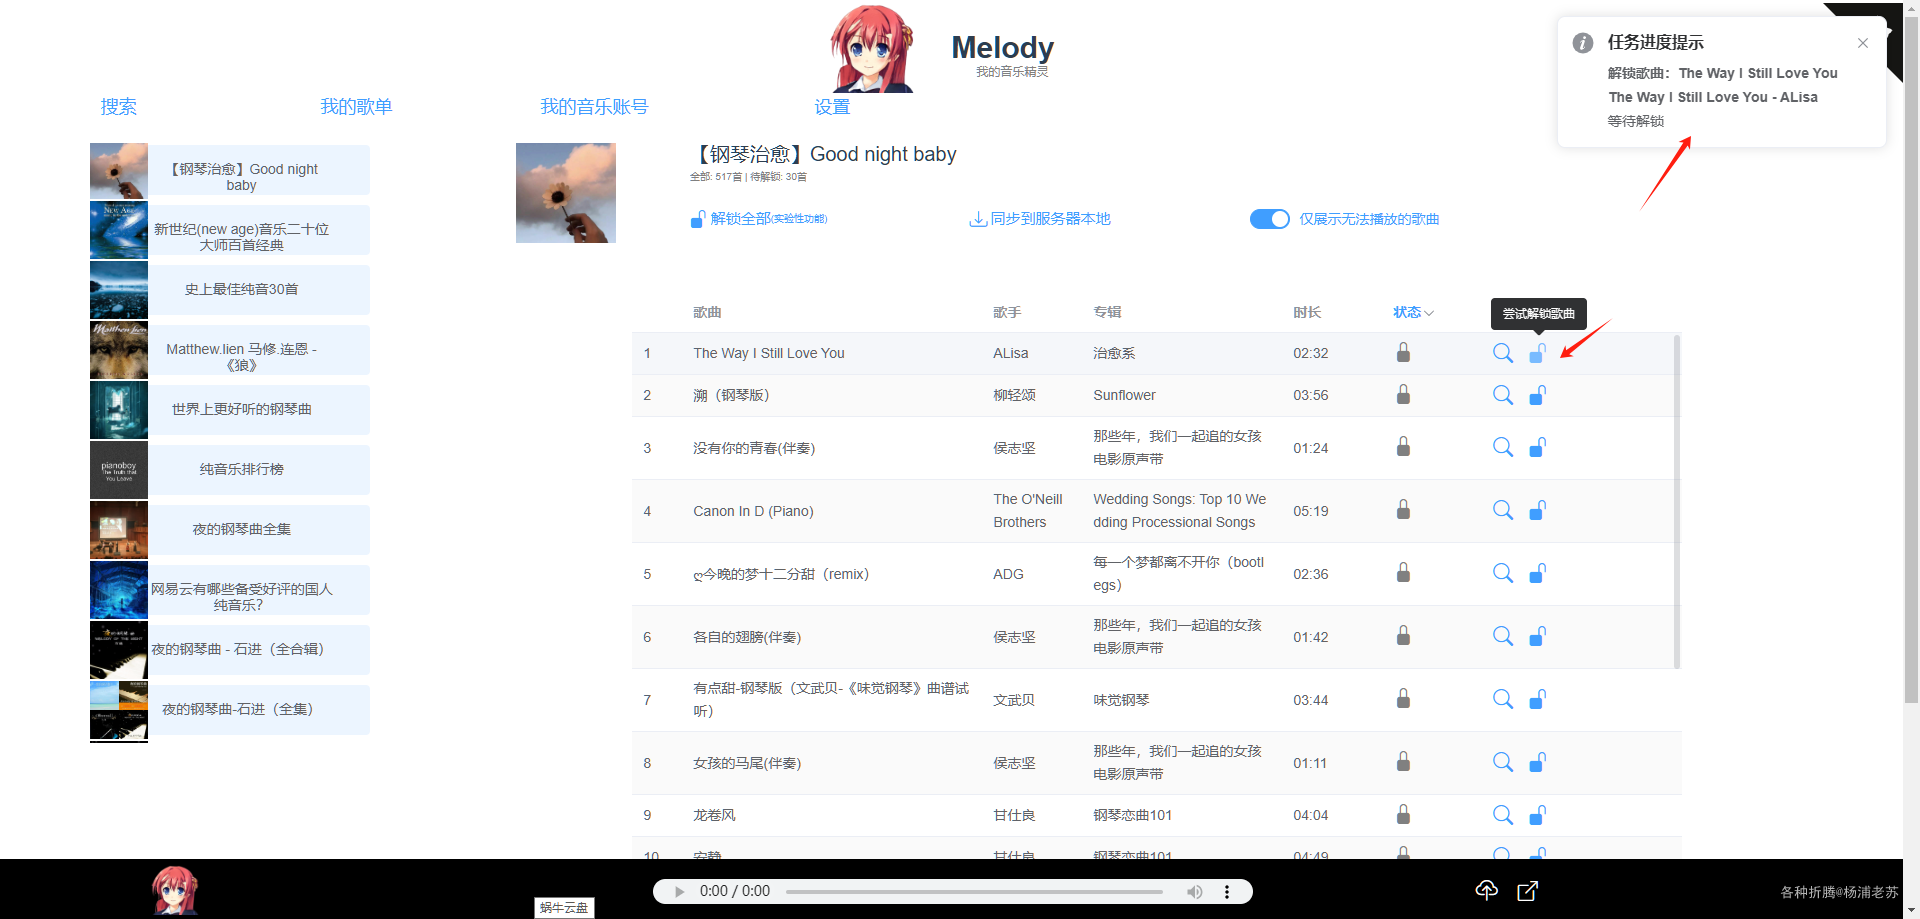 Melody
我的音乐精灵
搜索
我的歌单
我的音乐账号
设置
任务进度提示
解锁歌曲：The Way I Still Love You
The Way I Still Love You - ALisa
等待解锁
【钢琴治愈】Good night
baby
新世纪(new age)音乐二十位
大师百首经典
史上最佳纯音30首
Matthew.lien 马修.连恩 -
《狼》
世界上更好听的钢琴曲
pianoboy
The Truth that
You Leave
纯音乐排行榜
夜的钢琴曲全集
网易云有哪些备受好评的国人
纯音乐？
夜的钢琴曲 - 石进（全合辑）
夜的钢琴曲-石进（全集）
【钢琴治愈】Good night baby
全部: 517首 | 待解锁: 30首
解锁全部(实验性功能)
同步到服务器本地
仅展示无法播放的歌曲
歌曲 歌手 专辑 时长 状态
尝试解锁歌曲
1 The Way I Still Love You ALisa 治愈系 02:32
2 溯（钢琴版） 柳轻颂 Sunflower 03:56
3 没有你的青春(伴奏) 侯志坚 那些年，我们一起追的女孩
电影原声带 01:24
4 Canon In D (Piano) The O'Neill
Brothers Wedding Songs: Top 10 We
dding Processional Songs 05:19
5 ღ今晚的梦十二分甜（remix） ADG 每一个梦都离不开你（bootl
egs） 02:36
6 各自的翅膀(伴奏) 侯志坚 那些年，我们一起追的女孩
电影原声带 01:42
7 有点甜-钢琴版（文武贝-《味觉钢琴》曲谱试
听） 文武贝 味觉钢琴 03:44
8 女孩的马尾(伴奏) 侯志坚 那些年，我们一起追的女孩
电影原声带 01:11
9 龙卷风 甘仕良 钢琴恋曲101 04:04
10 安静 甘仕良 钢琴恋曲101 04:49
0:00 / 0:00
蜗牛云盘
各种折腾@杨浦老苏